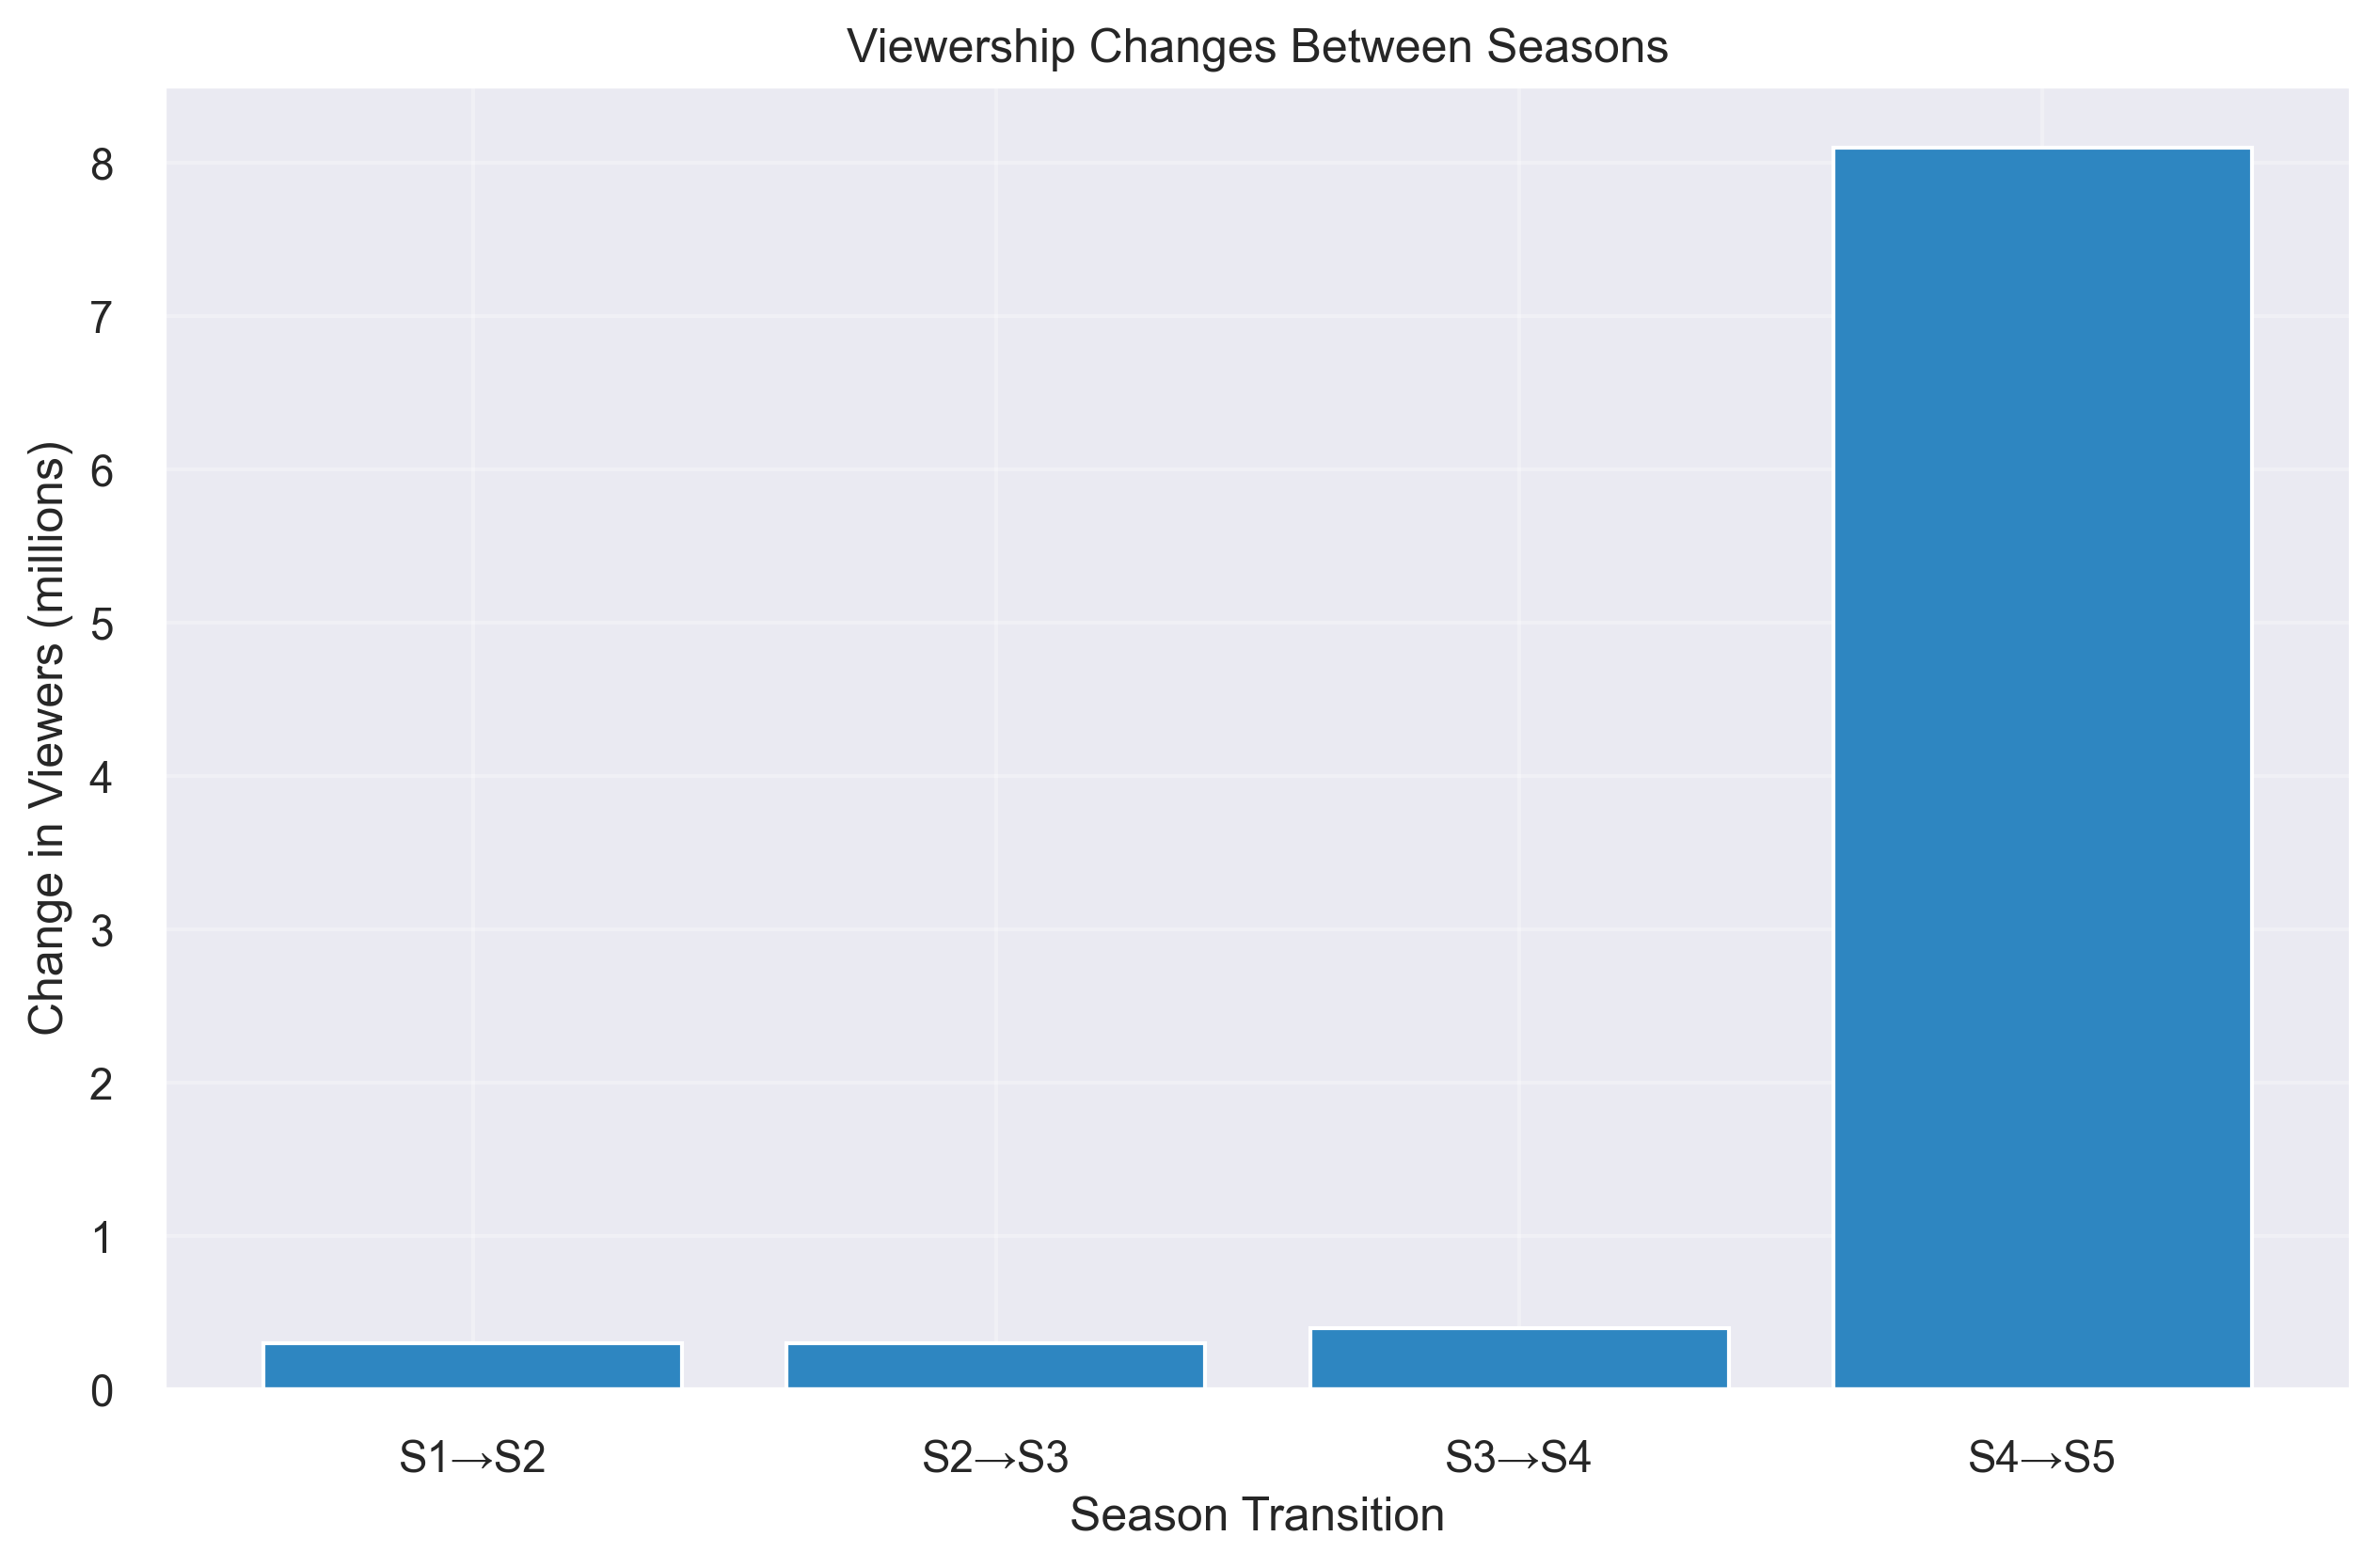 Viewership Changes Between Seasons
Change in Viewers (millions)
8
7
6
5
4
3
2
1
0
S1→S2
S2→S3
S3→S4
S4→S5
Season Transition